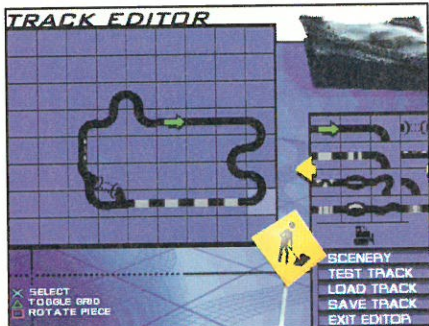 TRACK EDITOR
SCENERY
TEST TRACK
LOAD TRACK
SAVE TRACK
EXIT EDITOR
SELECT
TOGGLE GRID
ROTATE PIECE